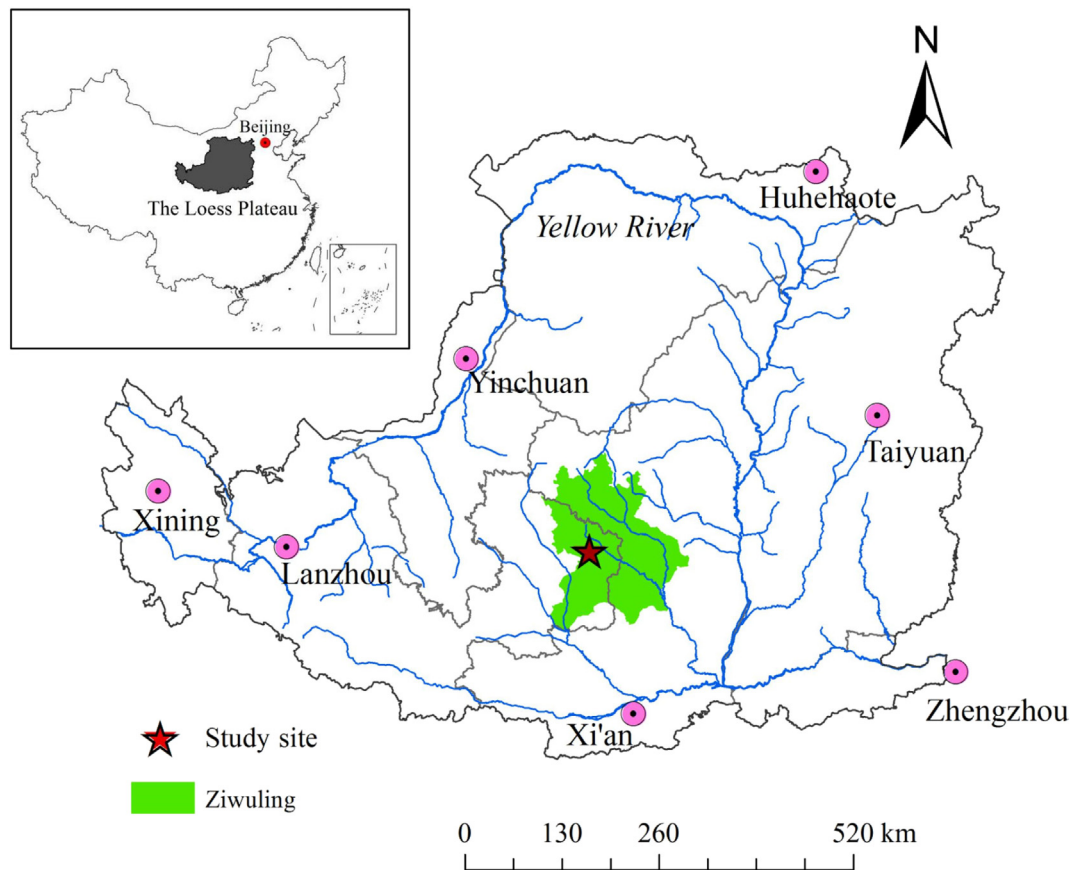 N
Beijing
The Loess Plateau
Huhehaote
Yellow River
Yinchuan
Taiyuan
Xining
Lanzhou
Zhengzhou
Xi'an
Study site
Ziwuling
0 130 260 520 km